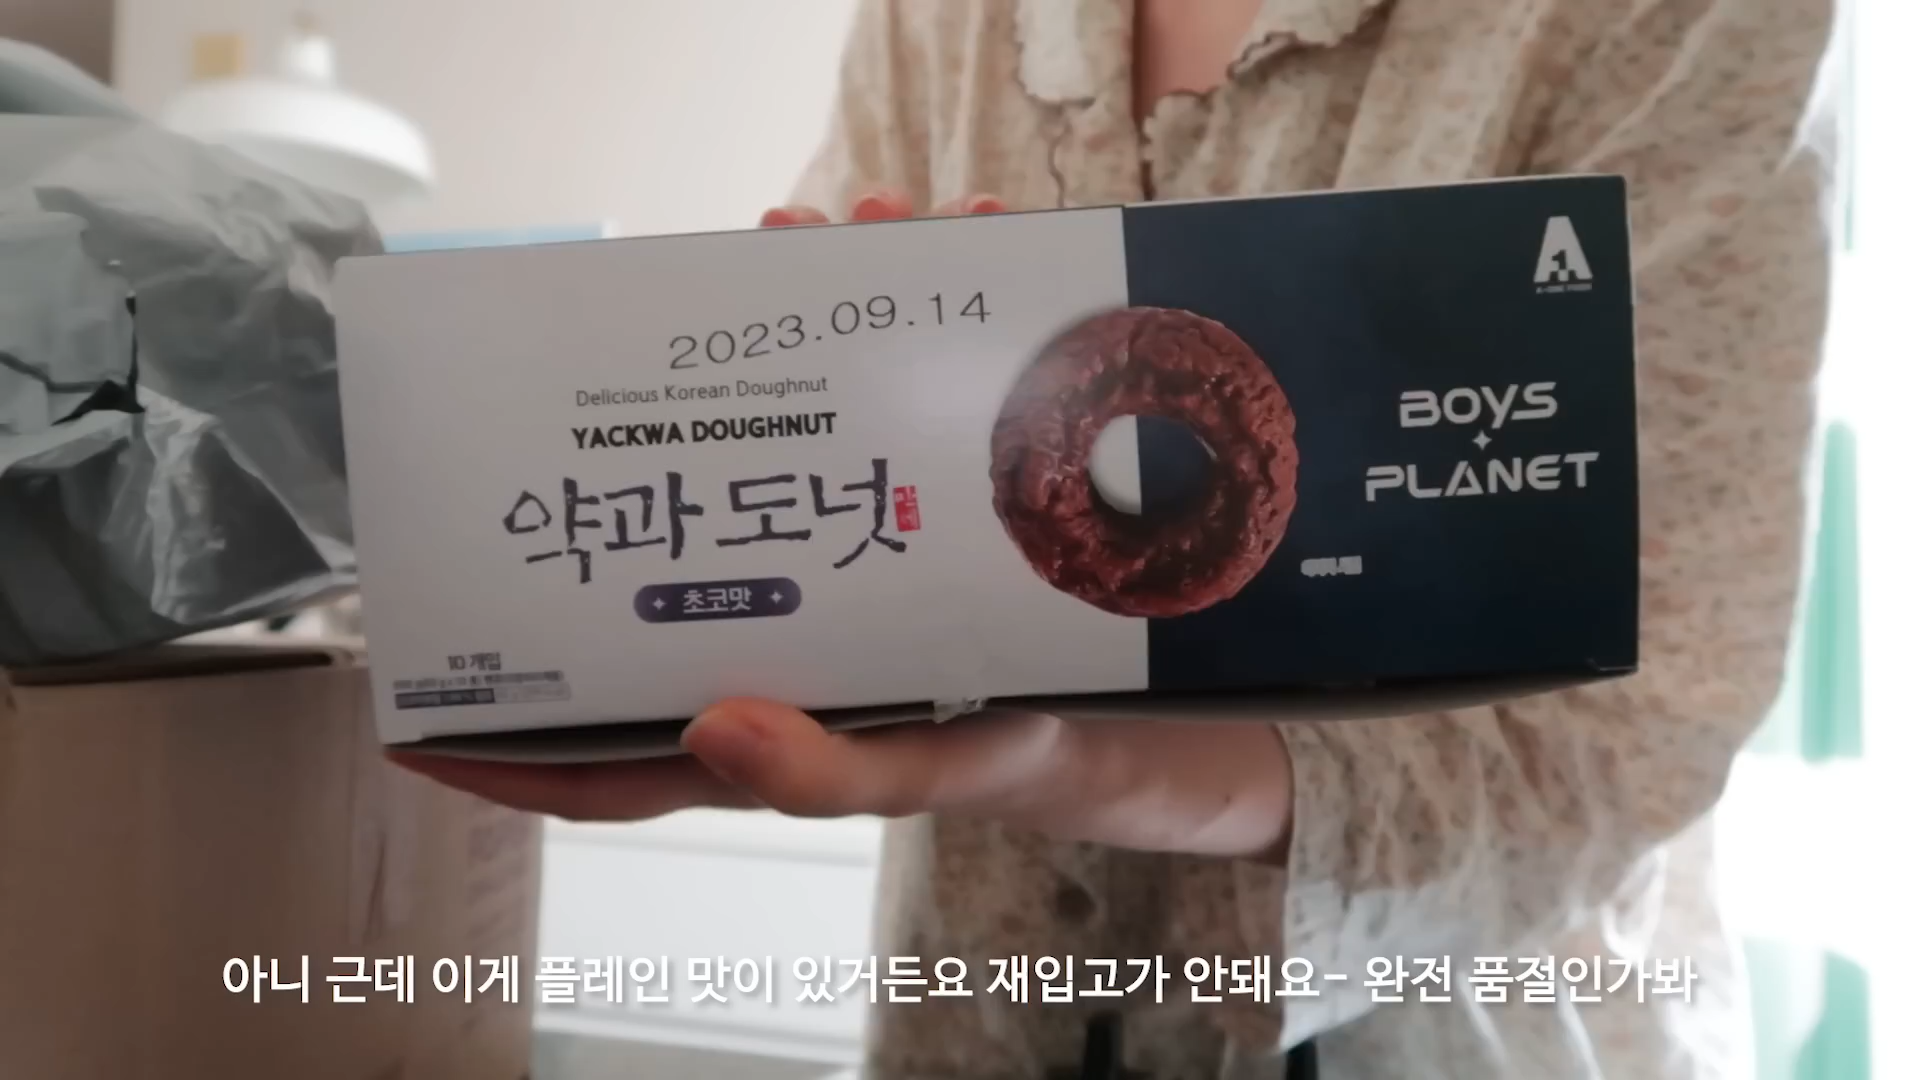 2023.09.14
Delicious Korean Doughnut
YACKWA DOUGHNUT
약과 도넛
초코맛
10 개입
A1
BOYS
PLANET
아니 근데 이게 플레인 맛이 있거든요 재입고가 안돼요- 완전 품절인가봐